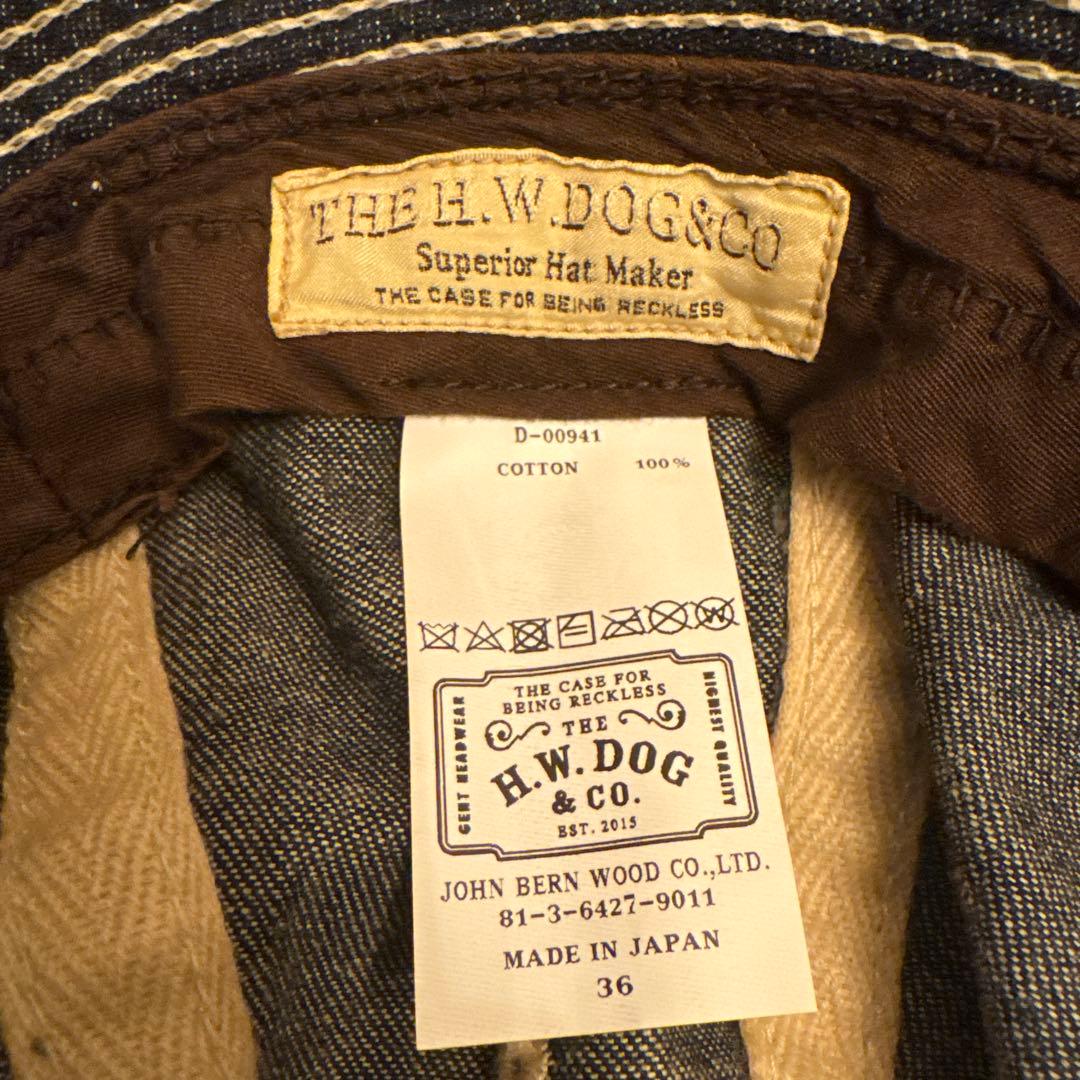 THE H.W.DOG&CO
Superior Hat Maker
THE CASE FOR BEING RECKLESS
D-00941
COTTON 100%
THE CASE FOR
BEING RECKLESS
GENT HEADWEAR
THE
H.W. DOG
& CO.
EST. 2015
HIGHEST QUALITY
JOHN BERN WOOD CO.,LTD.
81-3-6427-9011
MADE IN JAPAN
36